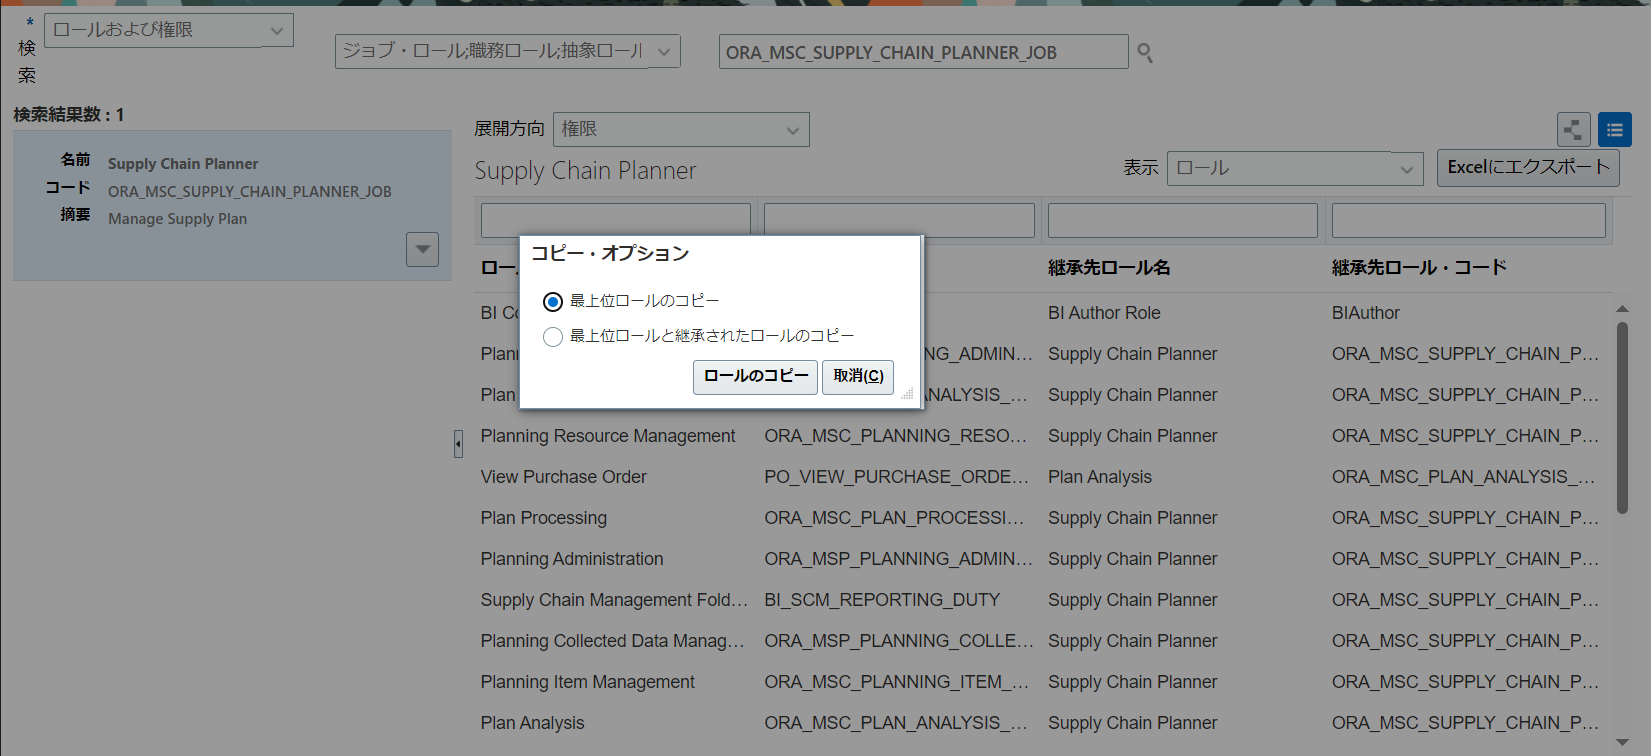 * 検索
ロールおよび権限
ジョブ・ロール;職務ロール;抽象ロール
ORA_MSC_SUPPLY_CHAIN_PLANNER_JOB
検索結果数 : 1
名前 Supply Chain Planner
コード ORA_MSC_SUPPLY_CHAIN_PLANNER_JOB
摘要 Manage Supply Plan
展開方向 権限
Supply Chain Planner
表示 ロール
Excelにエクスポート
コピー・オプション
最上位ロールのコピー
最上位ロールと継承されたロールのコピー
ロールのコピー 取消(C)
継承先ロール名 継承先ロール・コード
BI Author Role BIAuthor
Supply Chain Planner ORA_MSC_SUPPLY_CHAIN_P...
Supply Chain Planner ORA_MSC_SUPPLY_CHAIN_P...
Planning Resource Management ORA_MSC_PLANNING_RESO... Supply Chain Planner ORA_MSC_SUPPLY_CHAIN_P...
View Purchase Order PO_VIEW_PURCHASE_ORDE... Plan Analysis ORA_MSC_PLAN_ANALYSIS_...
Plan Processing ORA_MSC_PLAN_PROCESSI... Supply Chain Planner ORA_MSC_SUPPLY_CHAIN_P...
Planning Administration ORA_MSP_PLANNING_ADMIN... Supply Chain Planner ORA_MSC_SUPPLY_CHAIN_P...
Supply Chain Management Fold... BI_SCM_REPORTING_DUTY Supply Chain Planner ORA_MSC_SUPPLY_CHAIN_P...
Planning Collected Data Manag... ORA_MSP_PLANNING_COLLE... Supply Chain Planner ORA_MSC_SUPPLY_CHAIN_P...
Planning Item Management ORA_MSC_PLANNING_ITEM_... Supply Chain Planner ORA_MSC_SUPPLY_CHAIN_P...
Plan Analysis ORA_MSC_PLAN_ANALYSIS_... Supply Chain Planner ORA_MSC_SUPPLY_CHAIN_P...